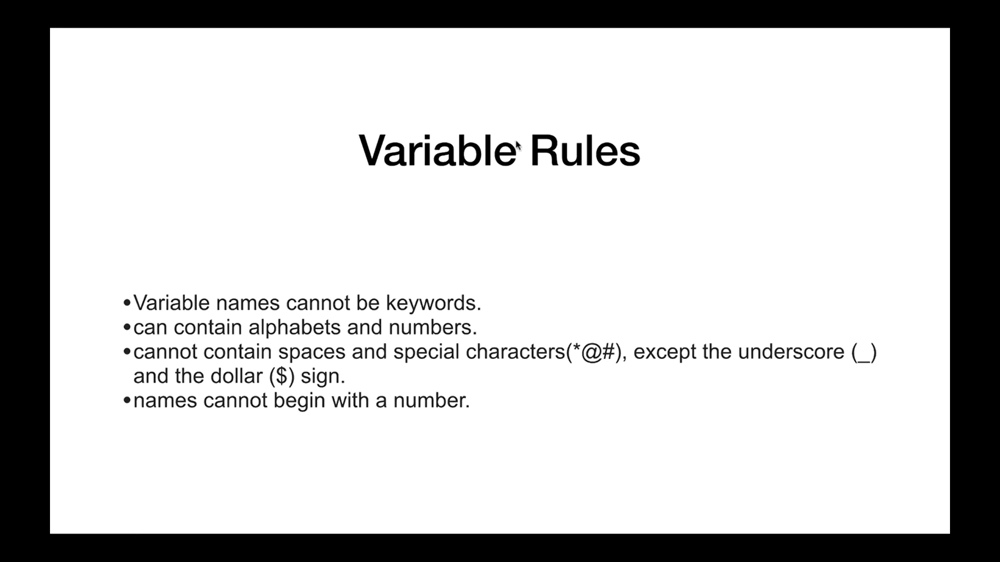 Variable Rules
•Variable names cannot be keywords.
•can contain alphabets and numbers.
•cannot contain spaces and special characters(*@#), except the underscore (_)
and the dollar ($) sign.
•names cannot begin with a number.